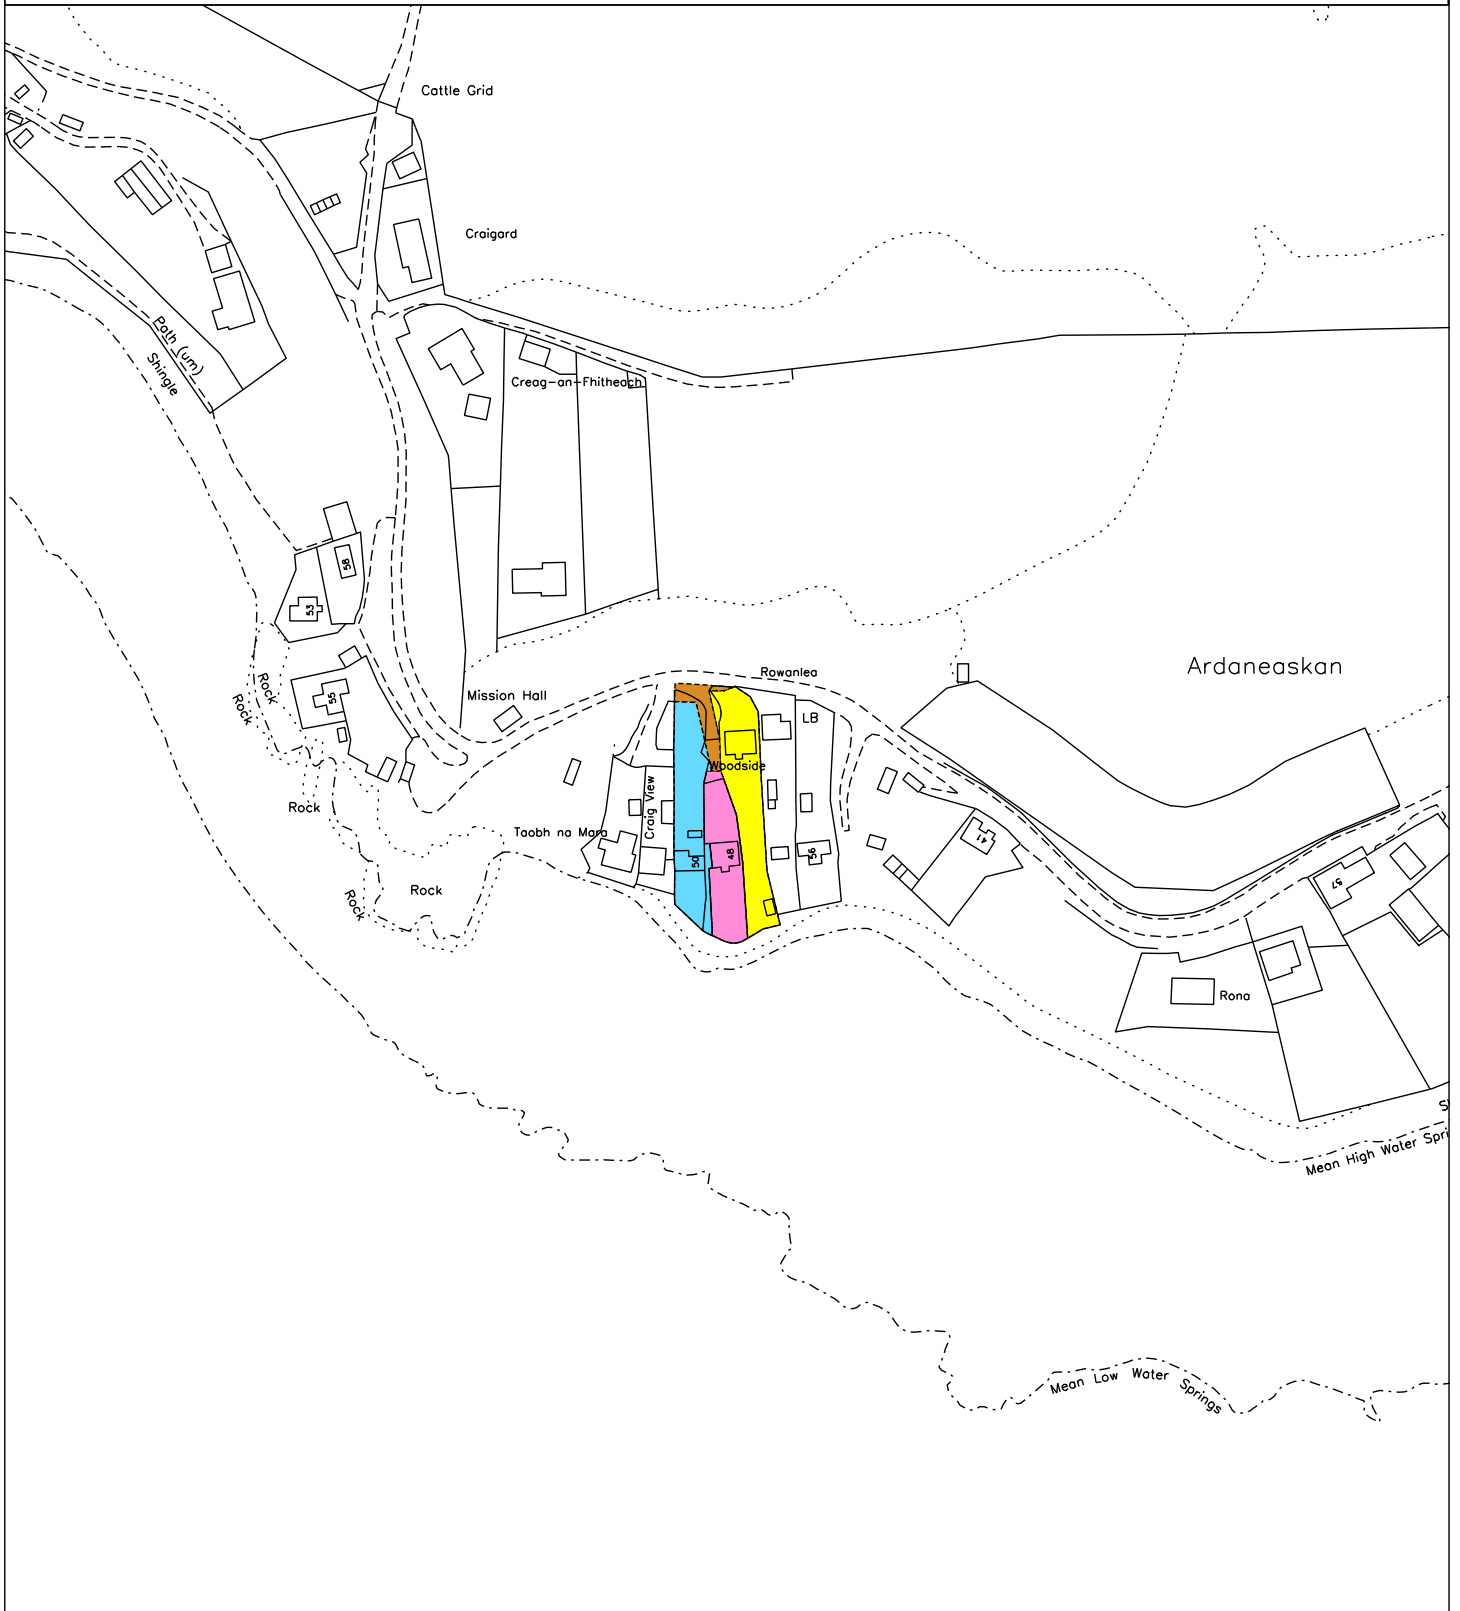 Cattle Grid
Craigard
Path (um)
Shingle
Creag-an-Fhitheach
58
53
Ardaneaskan
Rowanlea
Rock
Rock
55
Mission Hall
LB
Woodside
Rock
Craig View
Taobh na Mara
41
50
48
56
57
Rock
Rock
Rona
Mean High Water Spri
Mean Low Water Springs